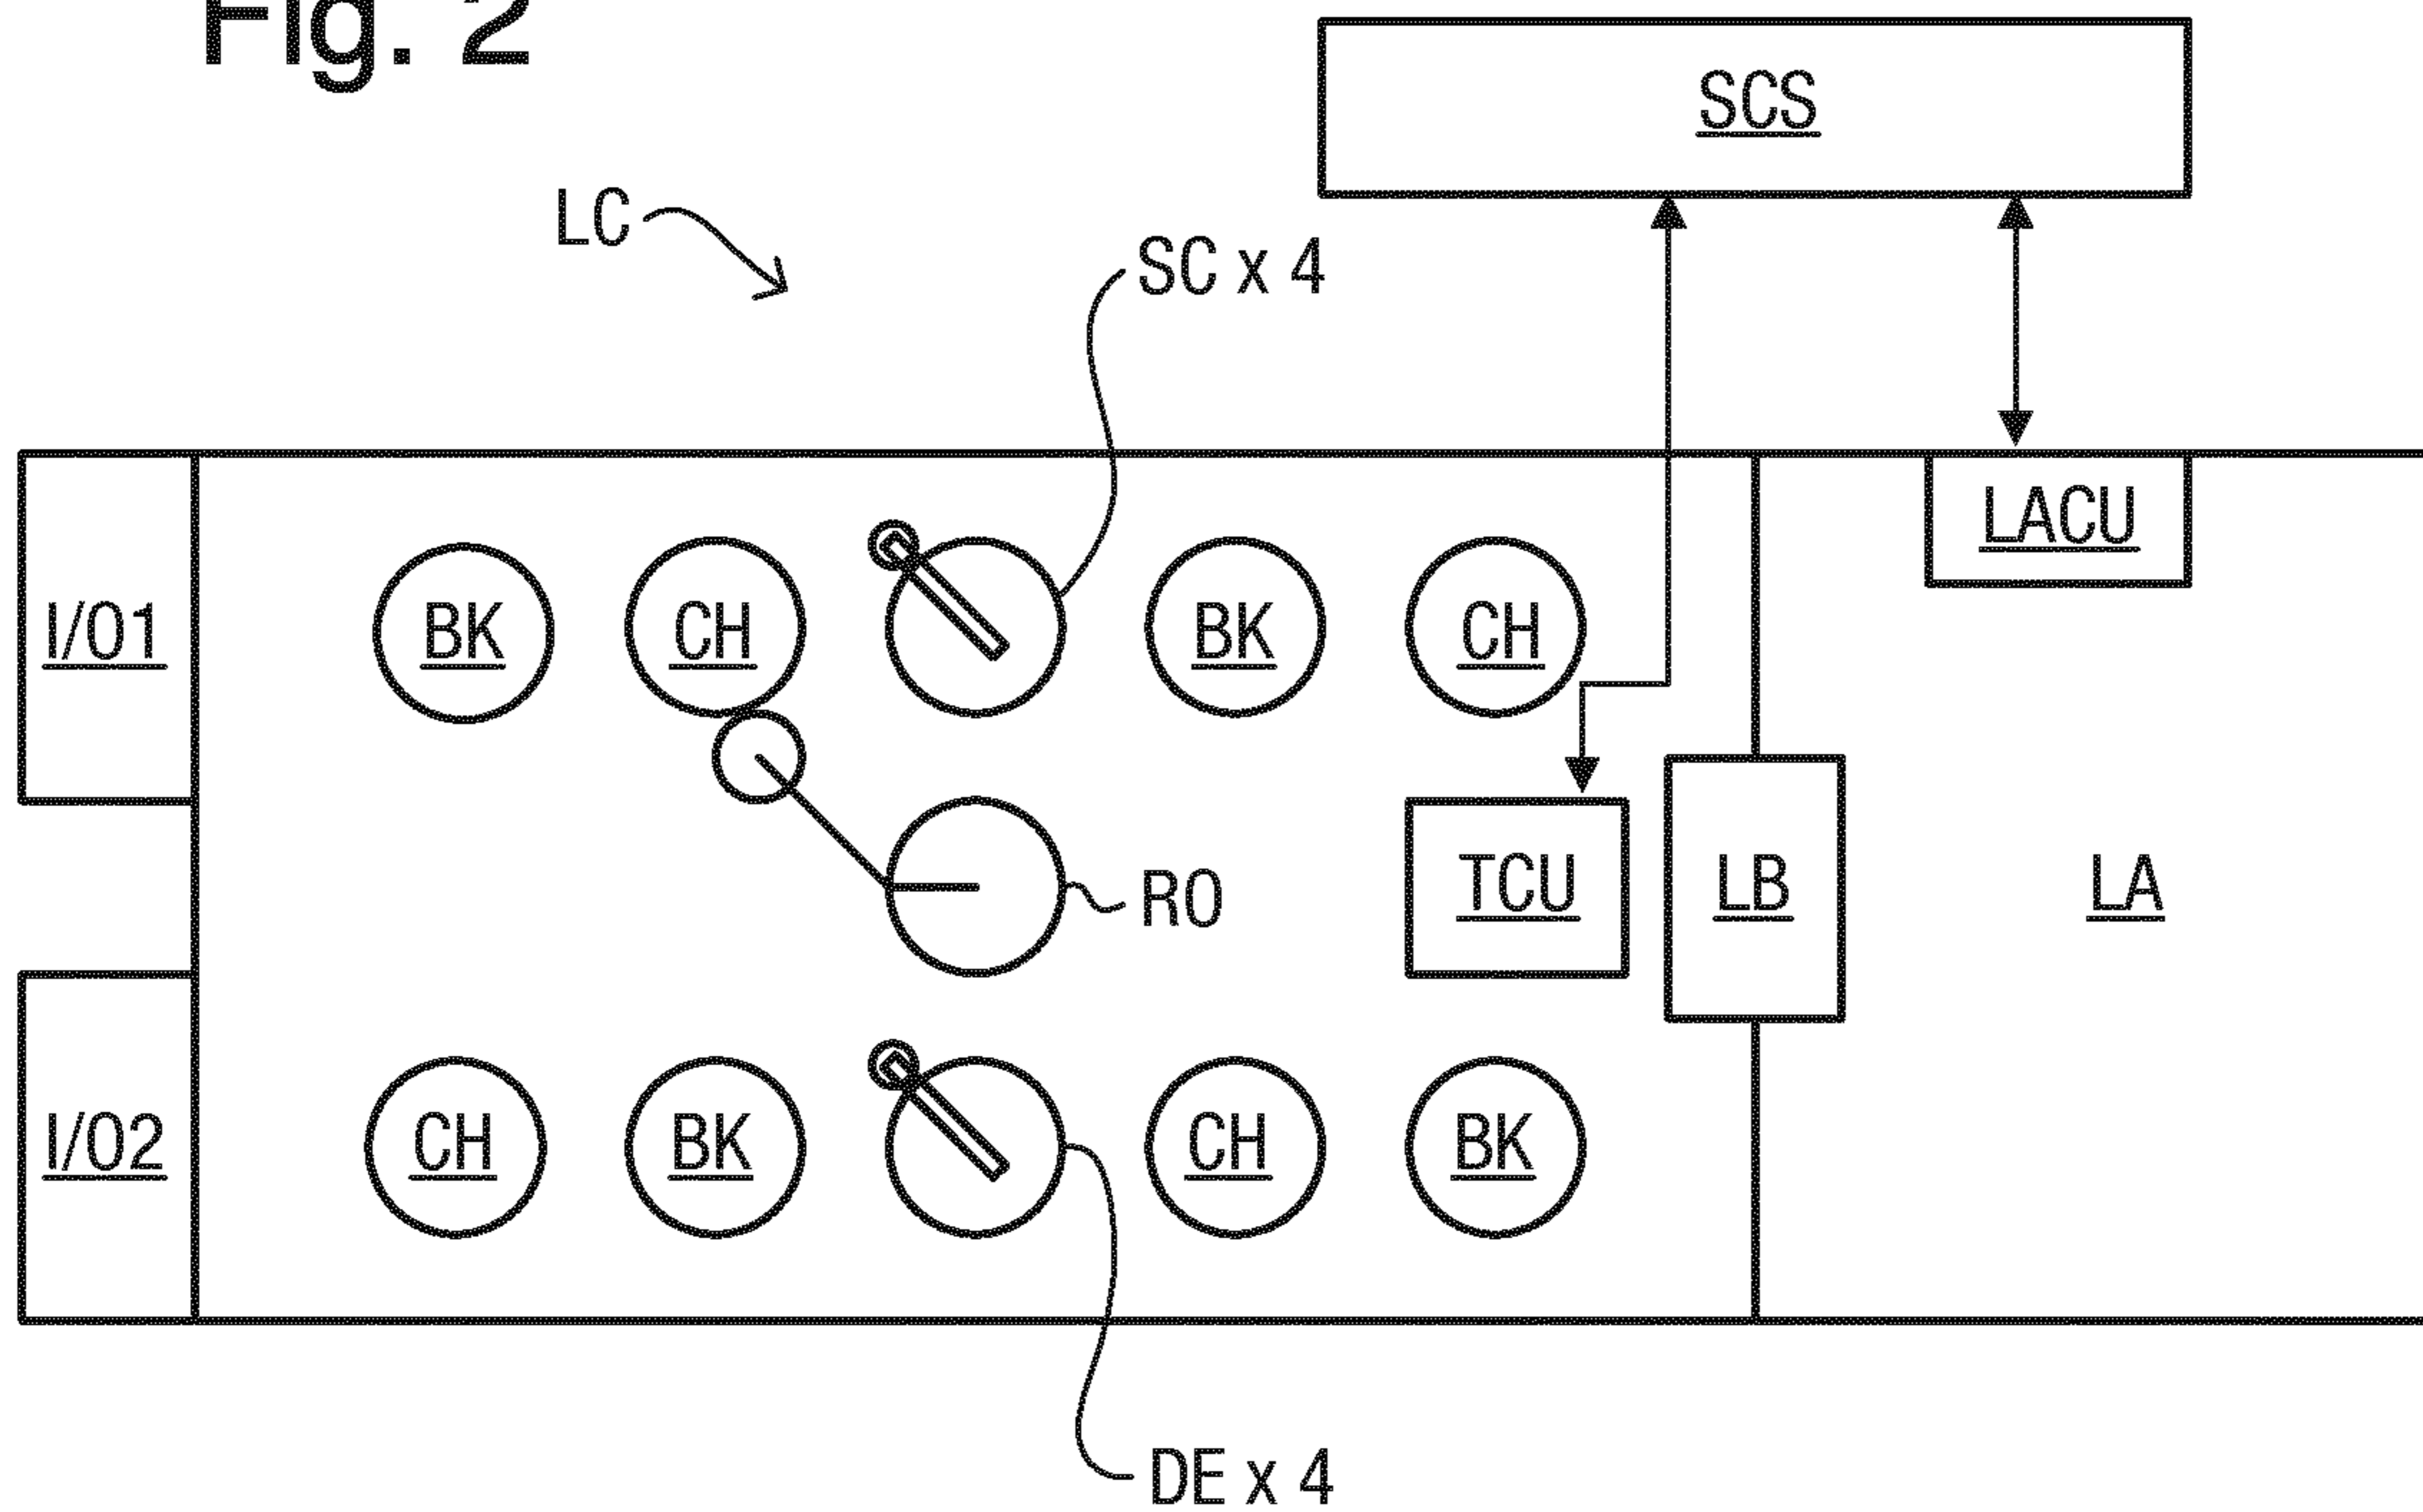 Fig. 2
SCS
LC
SC x 4
LACU
I/O1
BK
CH
BK
CH
TCU
LB
LA
RO
I/O2
CH
BK
CH
BK
DE x 4